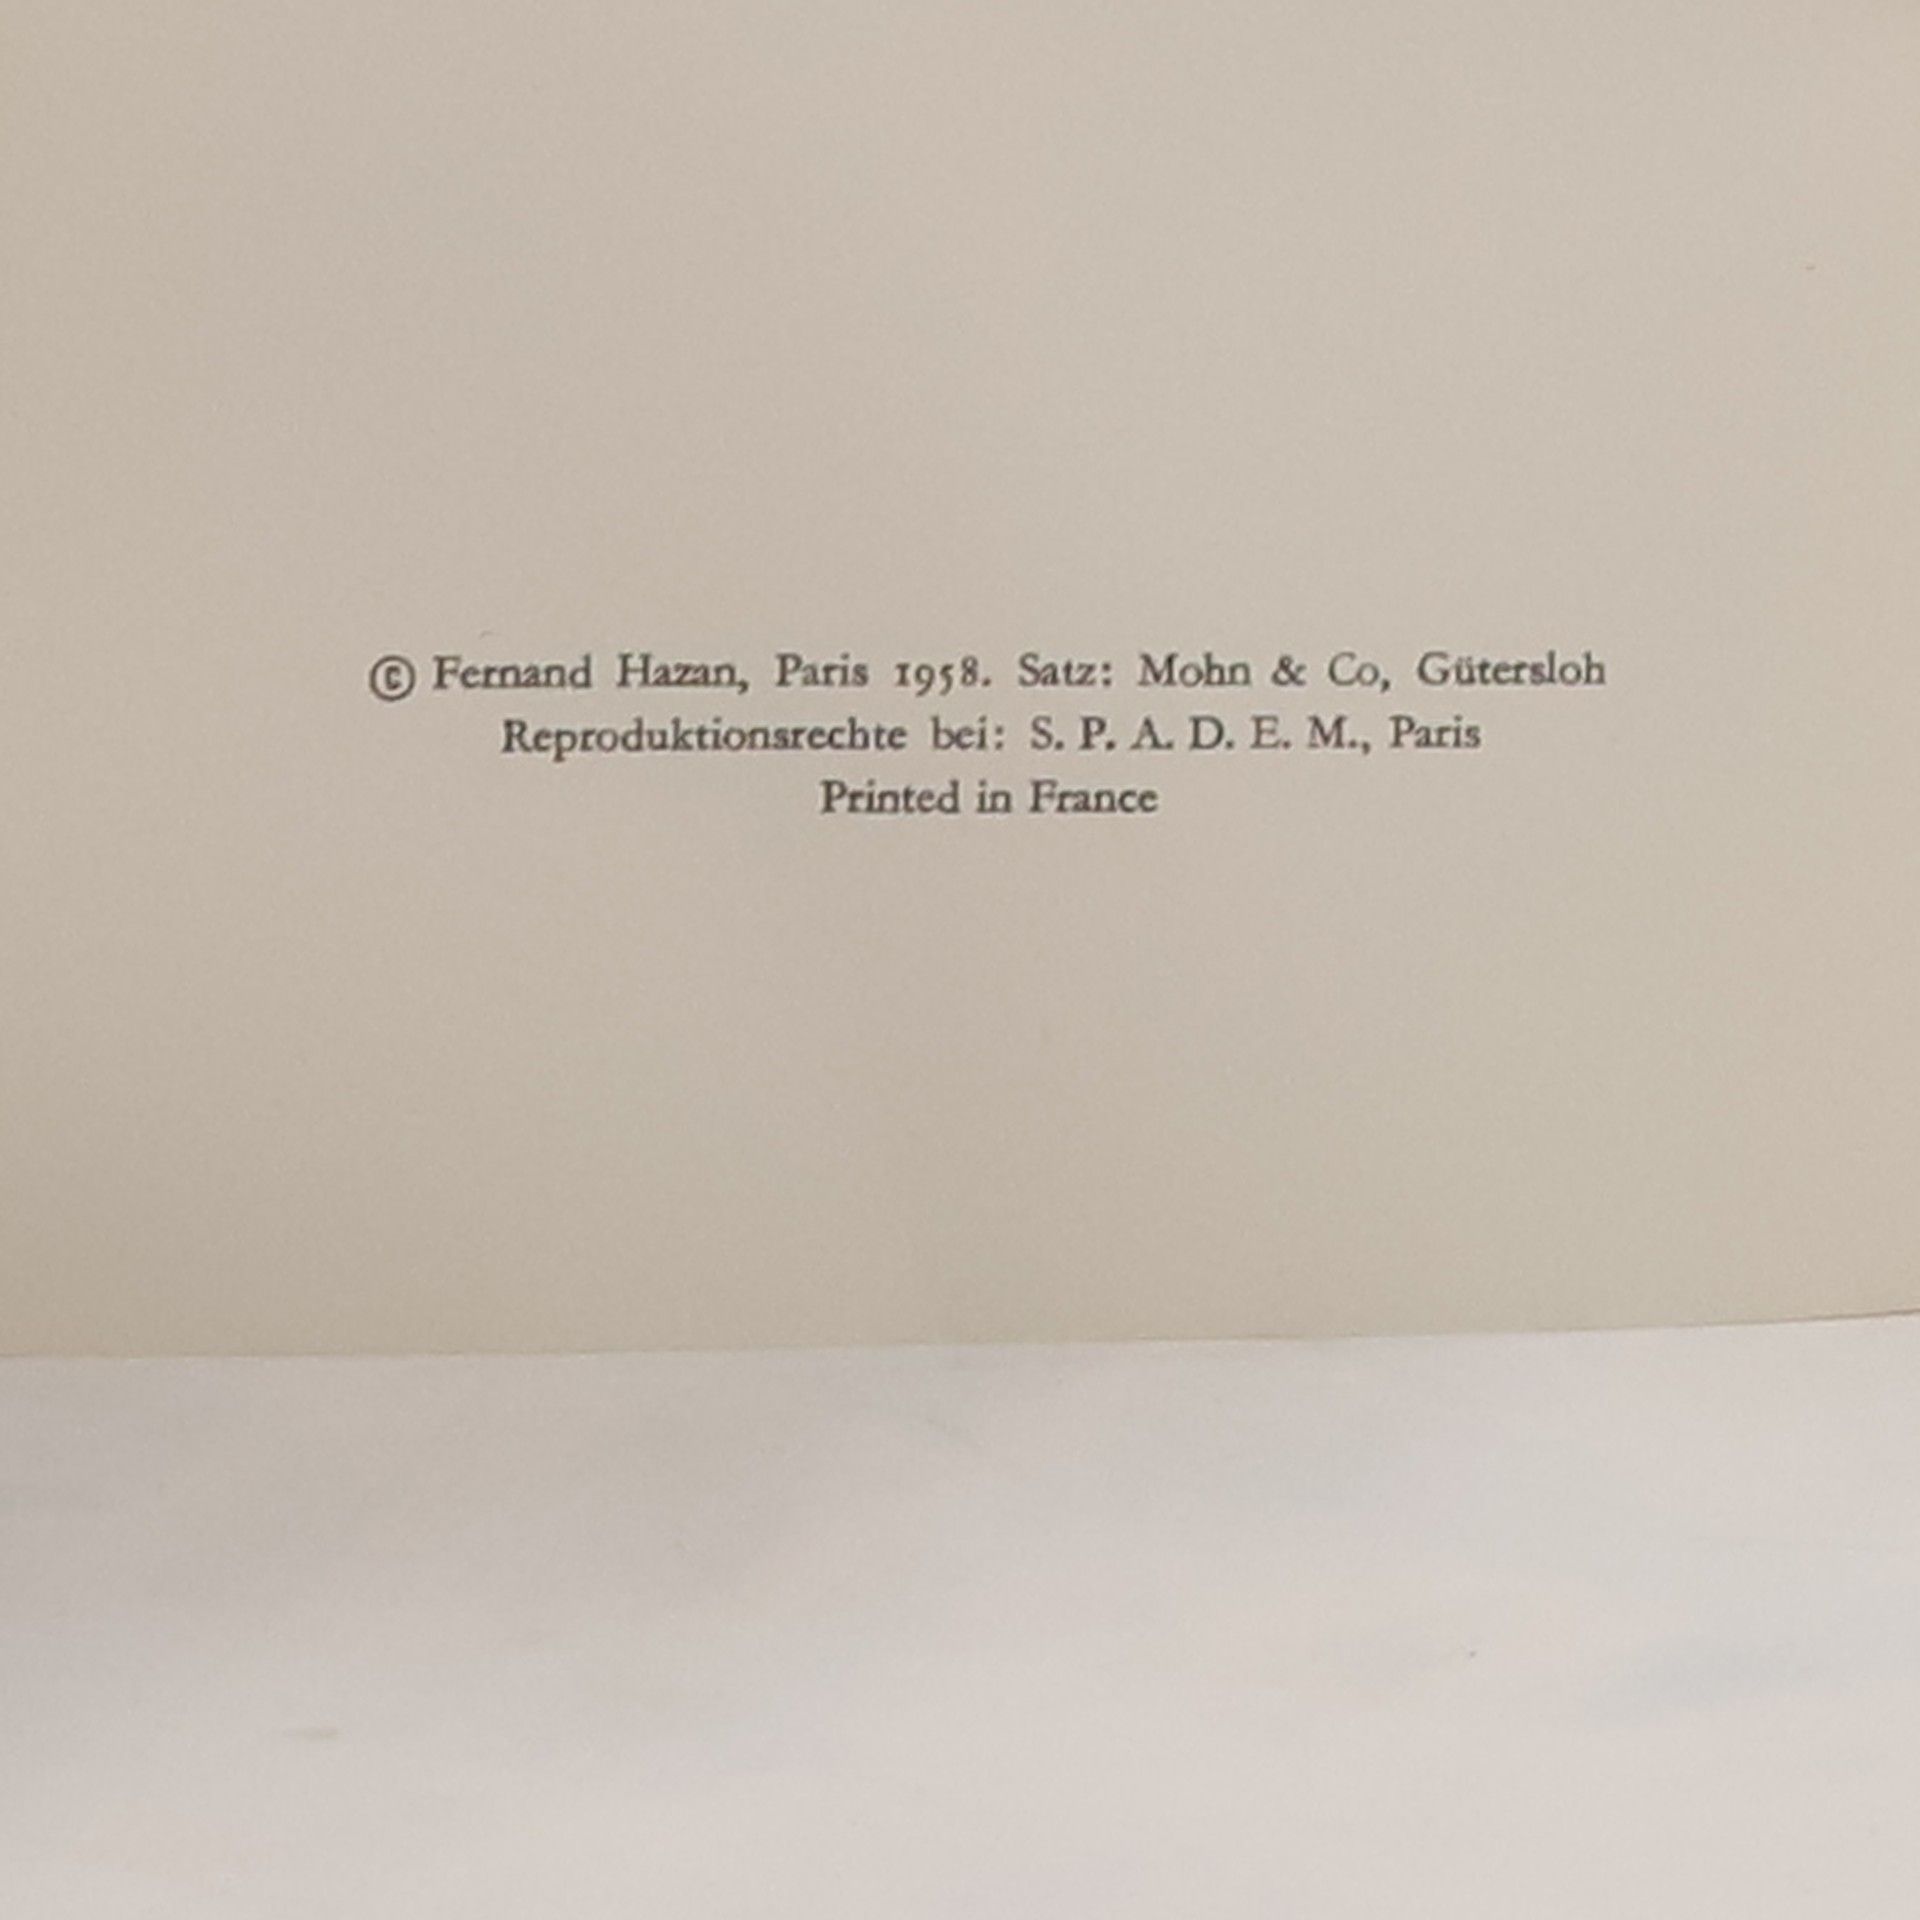 © Fernand Hazan, Paris 1958. Satz: Mohn & Co, Gütersloh
Reproduktionsrechte bei: S. P. A. D. E. M., Paris
Printed in France